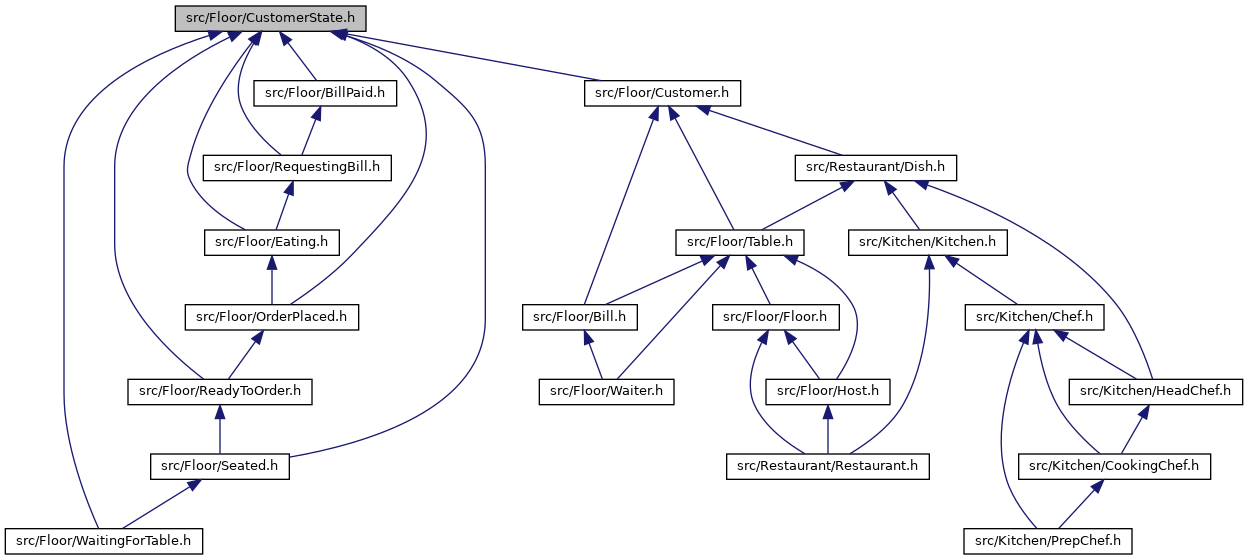 src/Floor/CustomerState.h
src/Floor/BillPaid.h
src/Floor/Customer.h
src/Floor/RequestingBill.h
src/Restaurant/Dish.h
src/Floor/Eating.h
src/Floor/Table.h
src/Kitchen/Kitchen.h
src/Floor/OrderPlaced.h
src/Floor/Bill.h
src/Floor/Floor.h
src/Kitchen/Chef.h
src/Floor/ReadyToOrder.h
src/Floor/Waiter.h
src/Floor/Host.h
src/Kitchen/HeadChef.h
src/Floor/Seated.h
src/Restaurant/Restaurant.h
src/Kitchen/CookingChef.h
src/Floor/WaitingForTable.h
src/Kitchen/PrepChef.h